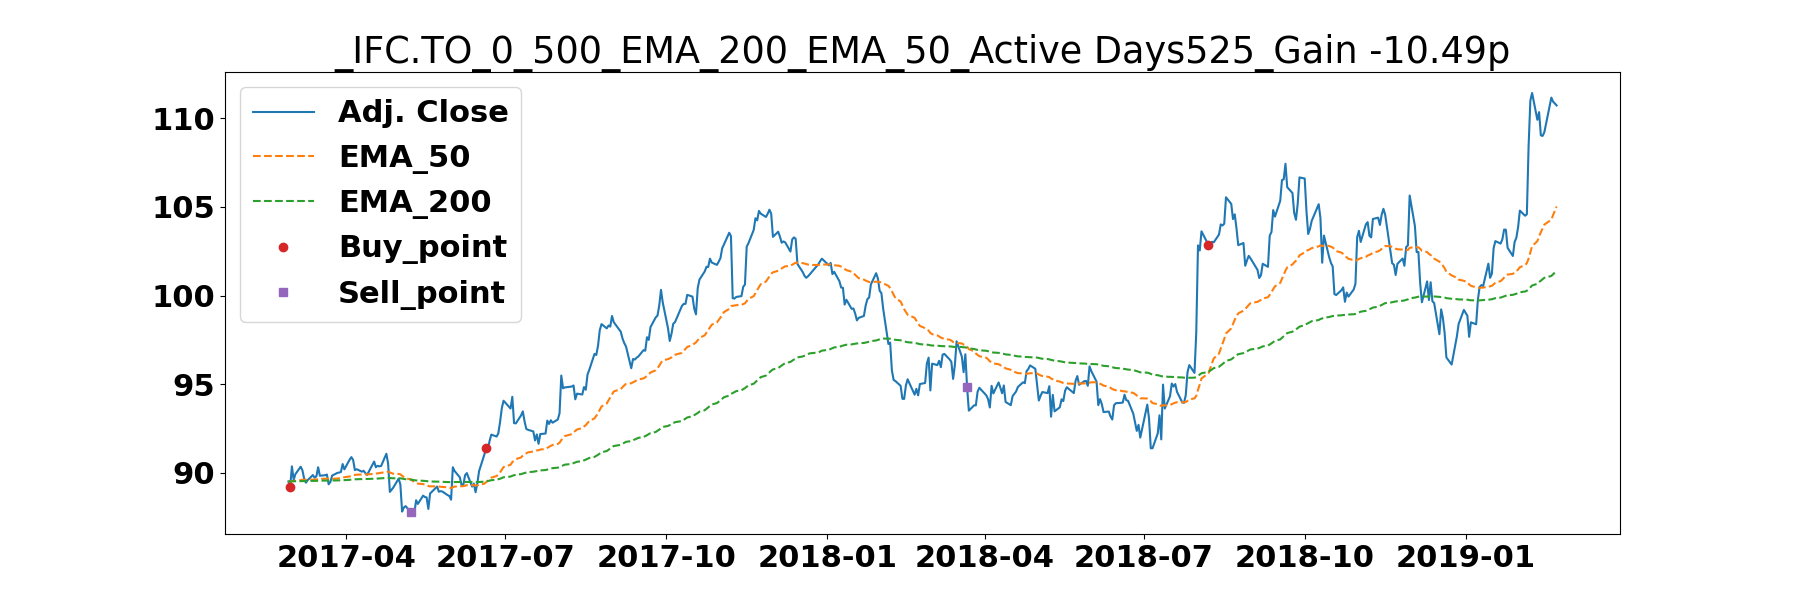 _IFC.TO_0_500_EMA_200_EMA_50_Active Days525_Gain -10.49p
Adj. Close
EMA_50
EMA_200
Buy_point
Sell_point
110
105
100
95
90
2017-04 2017-07 2017-10 2018-01 2018-04 2018-07 2018-10 2019-01